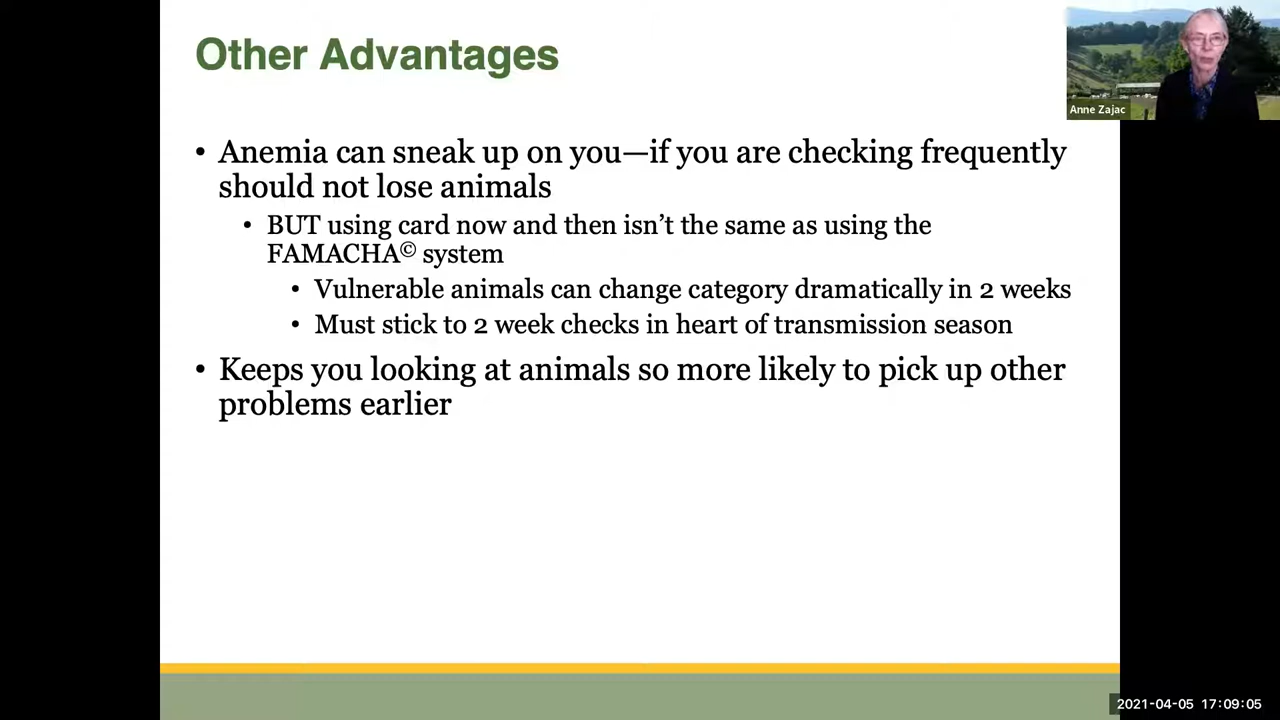 Other Advantages
Anne Zajac
• Anemia can sneak up on you—if you are checking frequently
should not lose animals
• BUT using card now and then isn’t the same as using the
FAMACHA© system
• Vulnerable animals can change category dramatically in 2 weeks
• Must stick to 2 week checks in heart of transmission season
• Keeps you looking at animals so more likely to pick up other
problems earlier
2021-04-05 17:09:05